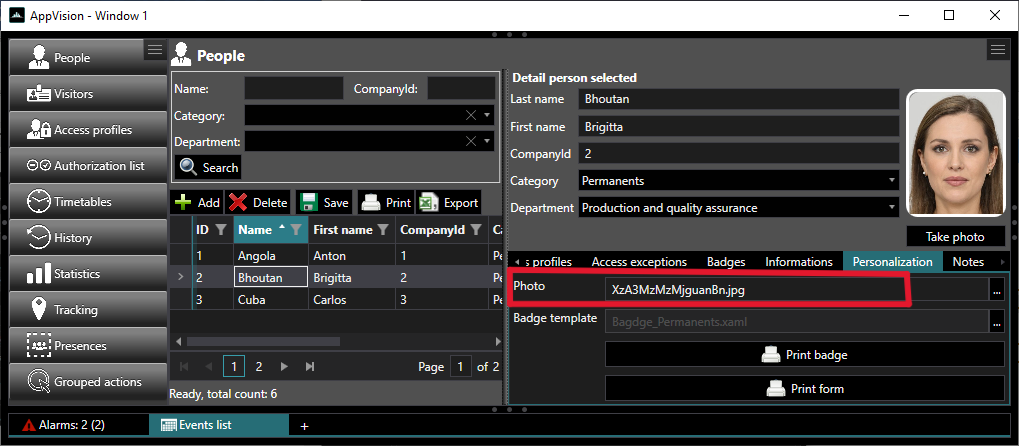 AppVision - Window 1
People
Visitors
Access profiles
Authorization list
Timetables
History
Statistics
Tracking
Presences
Grouped actions
People
Name: CompanyId:
Category:
Department:
Search
Add Delete Save Print Export
ID Name First name CompanyId Ca
1 Angola Anton 1 Pe
2 Bhoutan Brigitta 2 Pe
3 Cuba Carlos 3 Pe
1 2 Page 1 of 2
Ready, total count: 6
Detail person selected
Last name Bhoutan
First name Brigitta
CompanyId 2
Category Permanents
Department Production and quality assurance
Take photo
s profiles Access exceptions Badges Informations Personalization Notes
Photo XzA3MzMzMjguanBn.jpg ...
Badge template Bagdge_Permanents.xaml ...
Print badge
Print form
Alarms: 2 (2) Events list +